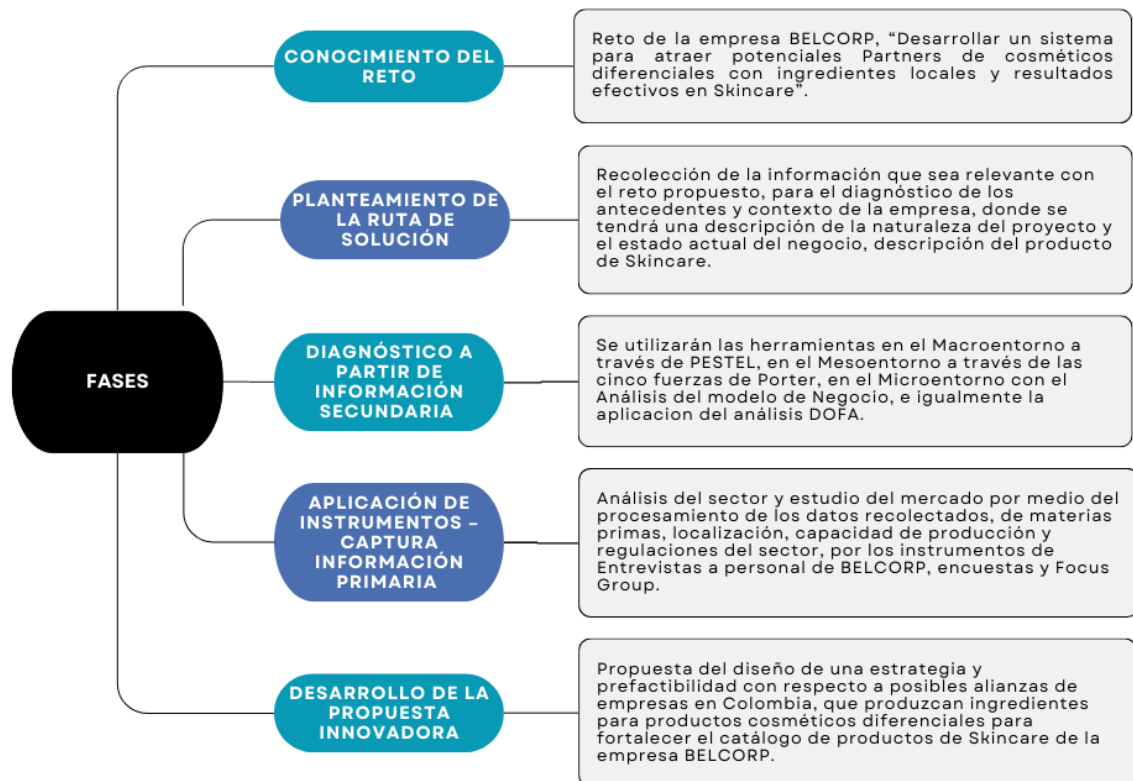 CONOCIMIENTO DEL
RETO
Reto de la empresa BELCORP, “Desarrollar un sistema
para atraer potenciales Partners de cosméticos
diferenciales con ingredientes locales y resultados
efectivos en Skincare”.
PLANTEAMIENTO DE
LA RUTA DE
SOLUCIÓN
Recolección de la información que sea relevante con
el reto propuesto, para el diagnóstico de los
antecedentes y contexto de la empresa, donde se
tendrá una descripción de la naturaleza del proyecto y
el estado actual del negocio, descripción del producto
de Skincare.
FASES
DIAGNÓSTICO A
PARTIR DE
INFORMACIÓN
SECUNDARIA
Se utilizarán las herramientas en el Macroentorno a
través de PESTEL, en el Mesoentorno a través de las
cinco fuerzas de Porter, en el Microentorno con el
Análisis del modelo de Negocio, e igualmente la
aplicacion del análisis DOFA.
APLICACIÓN DE
INSTRUMENTOS –
CAPTURA
INFORMACIÓN
PRIMARIA
Análisis del sector y estudio del mercado por medio del
procesamiento de los datos recolectados, de materias
primas, localización, capacidad de producción y
regulaciones del sector, por los instrumentos de
Entrevistas a personal de BELCORP, encuestas y Focus
Group.
DESARROLLO DE LA
PROPUESTA
INNOVADORA
Propuesta del diseño de una estrategia y
prefactibilidad con respecto a posibles alianzas de
empresas en Colombia, que produzcan ingredientes
para productos cosméticos diferenciales para
fortalecer el catálogo de productos de Skincare de la
empresa BELCORP.